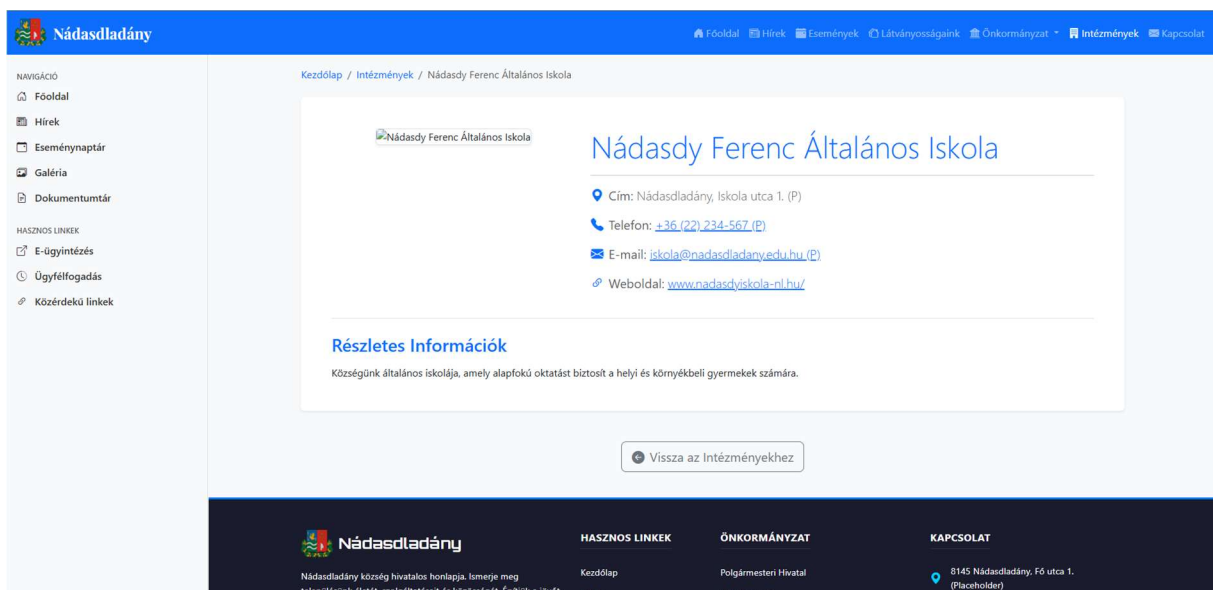 Nádasdladány
Főoldal Hírek Események Látványosságaink Önkormányzat Intézmények Kapcsolat
NAVIGÁCIÓ
Főoldal
Hírek
Eseménynaptár
Galéria
Dokumentumtár
HASZNOS LINKEK
E-ügyintézés
Ügyfélfogadás
Közérdekű linkek
Kezdőlap / Intézmények / Nádasdy Ferenc Általános Iskola
Nádasdy Ferenc Általános Iskola
Nádasdy Ferenc Általános Iskola
Cím: Nádasdladány, Iskola utca 1. (P)
Telefon: +36 (22) 234-567 (P)
E-mail: iskola@nadasdladany.edu.hu (P)
Weboldal: www.nadasdyiskola-nl.hu/
Részletes Információk
Községünk általános iskolája, amely alapfokú oktatást biztosít a helyi és környékbeli gyermekek számára.
Vissza az Intézményekhez
Nádasdladány
Nádasdladány község hivatalos honlapja. Ismerje meg
HASZNOS LINKEK
Kezdőlap
ÖNKORMÁNYZAT
Polgármesteri Hivatal
KAPCSOLAT
8145 Nádasdladány, Fő utca 1.
(Placeholder)